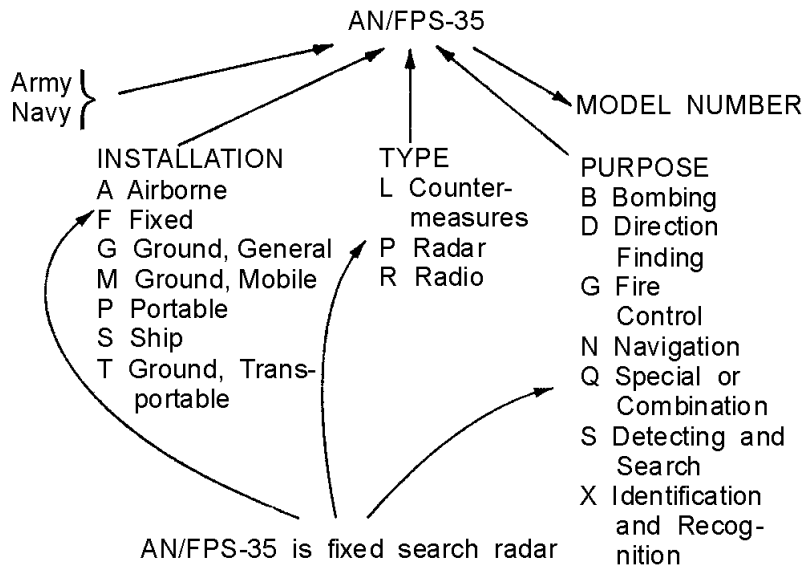 AN/FPS-35
Army
Navy
MODEL NUMBER
INSTALLATION
A Airborne
F Fixed
G Ground, General
M Ground, Mobile
P Portable
S Ship
T Ground, Trans-
portable
TYPE
L Counter-
measures
P Radar
R Radio
PURPOSE
B Bombing
D Direction
Finding
G Fire
Control
N Navigation
Q Special or
Combination
S Detecting and
Search
X Identification
and Recog-
nition
AN/FPS-35 is fixed search radar